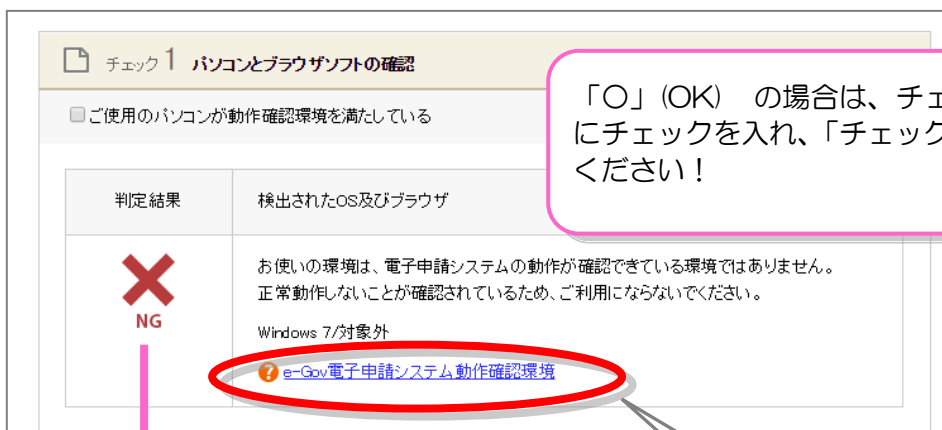 チェック1 パソコンとブラウザソフトの確認
ご使用のパソコンが動作確認環境を満たしている
「○」(OK) の場合は、チェ
にチェックを入れ、「チェック
ください！
判定結果
検出されたOS及びブラウザ
お使いの環境は、電子申請システムの動作が確認できている環境ではありません。
正常動作しないことが確認されているため、ご利用にならないでください。
NG
Windows 7/対象外
? e-Gov電子申請システム動作確認環境